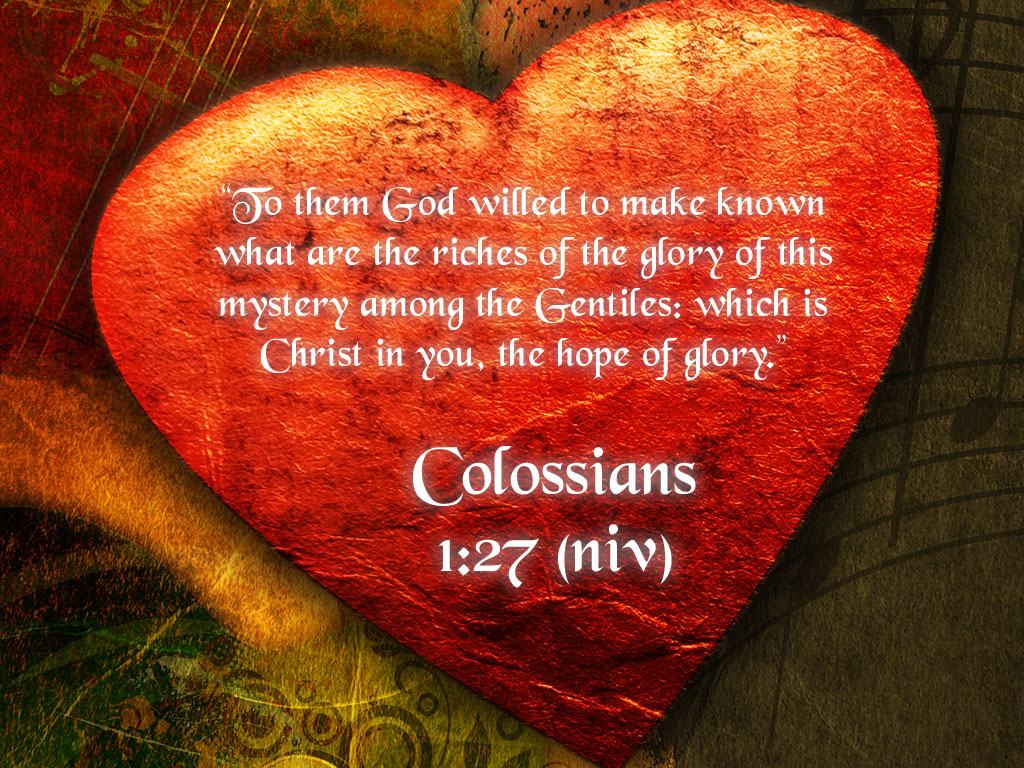 “To them God willed to make known
what are the riches of the glory of this
mystery among the Gentiles: which is
Christ in you, the hope of glory.”
Colossians
1:27 (niv)